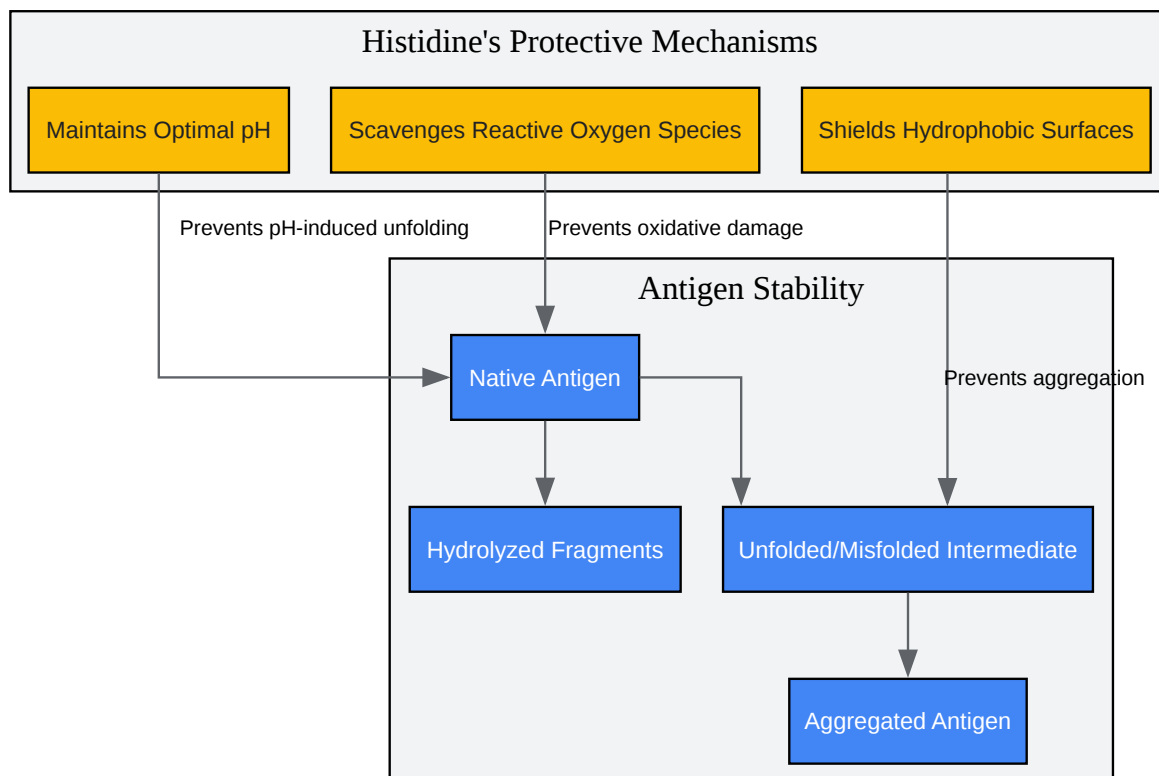 Histidine's Protective Mechanisms
Maintains Optimal pH
Scavenges Reactive Oxygen Species
Shields Hydrophobic Surfaces
Prevents pH-induced unfolding
Prevents oxidative damage
Antigen Stability
Native Antigen
Prevents aggregation
Hydrolyzed Fragments
Unfolded/Misfolded Intermediate
Aggregated Antigen